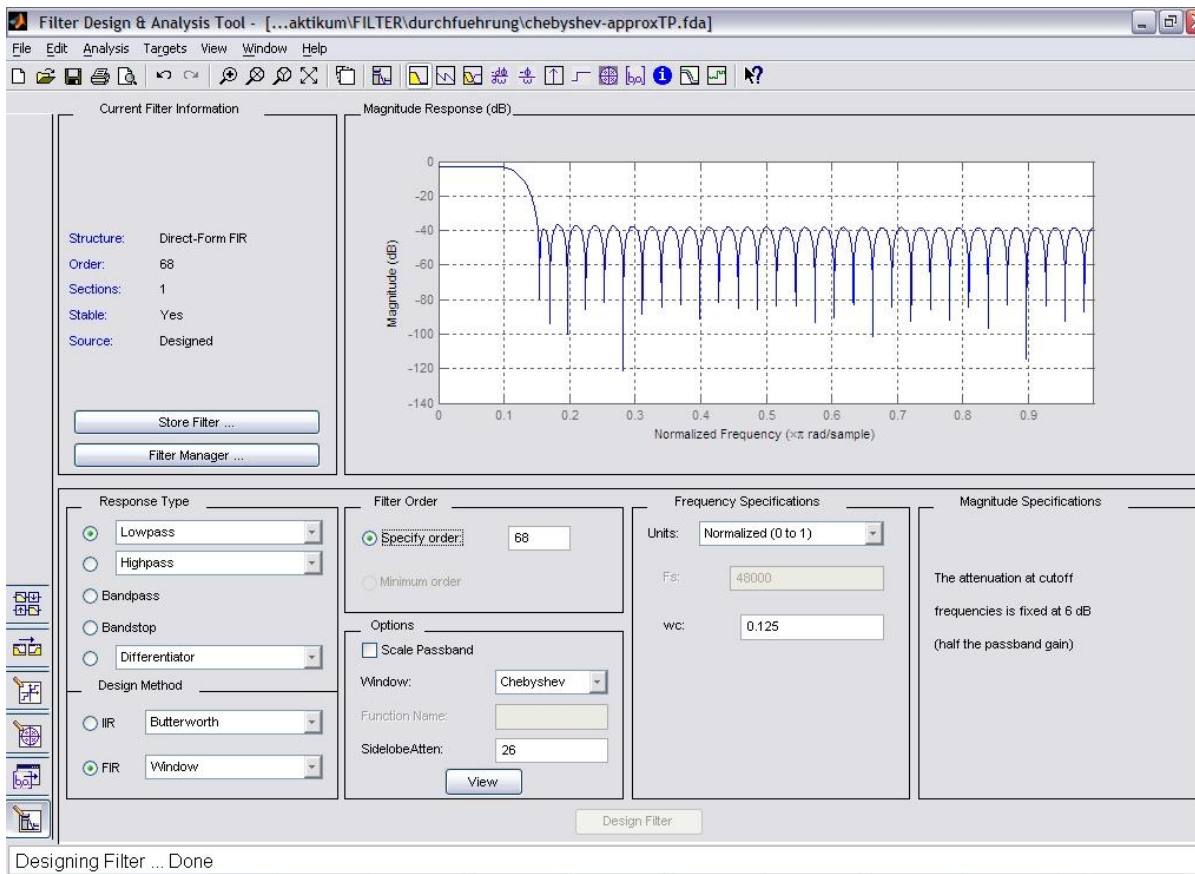 Filter Design & Analysis Tool - [...aktikum\FILTER\durchfuehrung\chebyshev-approxTP.fda]
File Edit Analysis Targets View Window Help
Current Filter Information
Structure: Direct-Form FIR
Order: 68
Sections: 1
Stable: Yes
Source: Designed
Store Filter ...
Filter Manager ...
Magnitude Response (dB)
Magnitude (dB)
0
-20
-40
-60
-80
-100
-120
-140
0 0.1 0.2 0.3 0.4 0.5 0.6 0.7 0.8 0.9
Normalized Frequency (×π rad/sample)
Response Type
Lowpass
Highpass
Bandpass
Bandstop
Differentiator
Design Method
IIR Butterworth
FIR Window
Filter Order
Specify order: 68
Minimum order
Options
Scale Passband
Window: Chebyshev
Function Name:
SidelobeAtten: 26
View
Frequency Specifications
Units: Normalized (0 to 1)
Fs: 48000
wc: 0.125
Magnitude Specifications
The attenuation at cutoff
frequencies is fixed at 6 dB
(half the passband gain)
Design Filter
Designing Filter ... Done